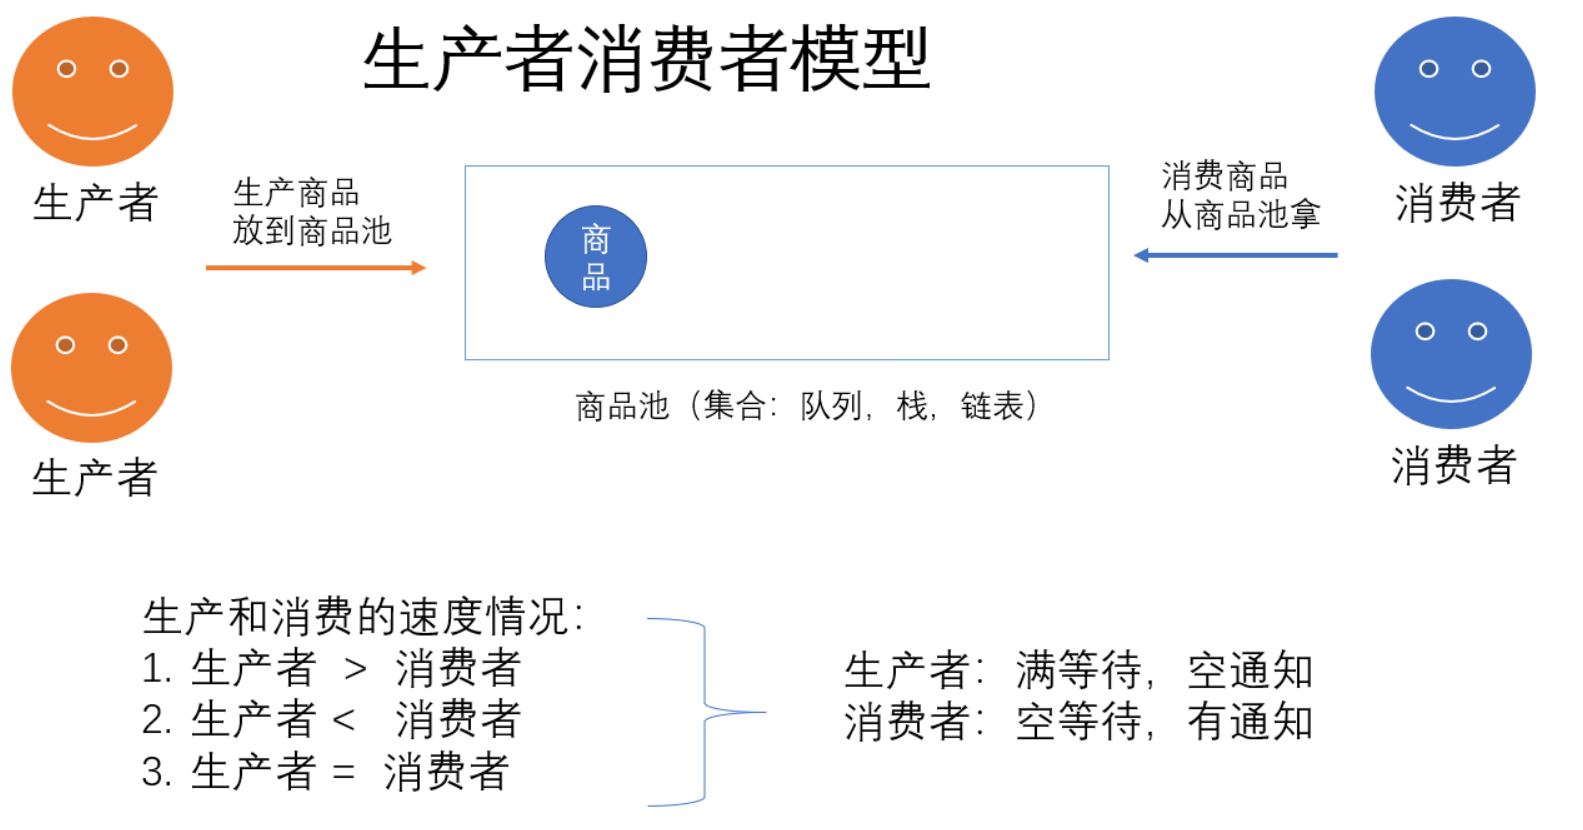 生产者消费者模型
生产者
生产商品
放到商品池
商
品
消费商品
从商品池拿
消费者
商品池（集合：队列，栈，链表）
生产者
消费者
生产和消费的速度情况：
1. 生产者 > 消费者
2. 生产者 < 消费者
3. 生产者 = 消费者
生产者：满等待，空通知
消费者：空等待，有通知